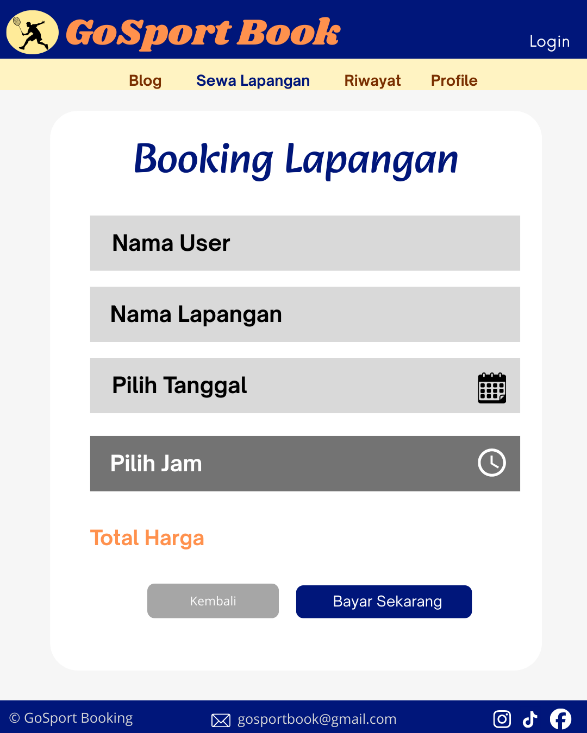 GoSport Book
Login
Blog Sewa Lapangan Riwayat Profile
Booking Lapangan
Nama User
Nama Lapangan
Pilih Tanggal
Pilih Jam
Total Harga
Kembali Bayar Sekarang
© GoSport Booking gosportbook@gmail.com